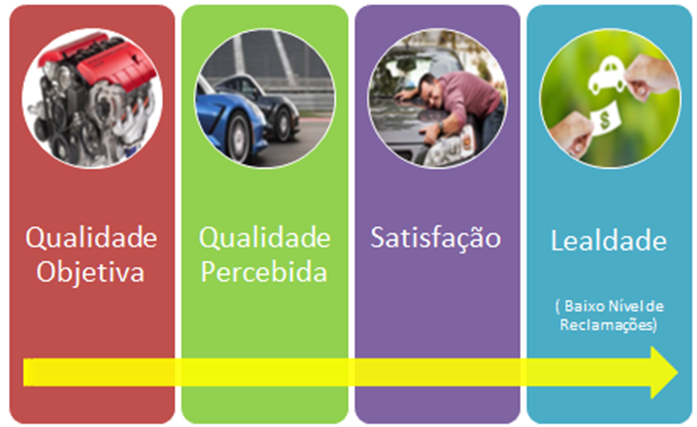 Qualidade
Objetiva
Qualidade
Percebida
Satisfação
Lealdade
( Baixo Nível de
Reclamações)
$